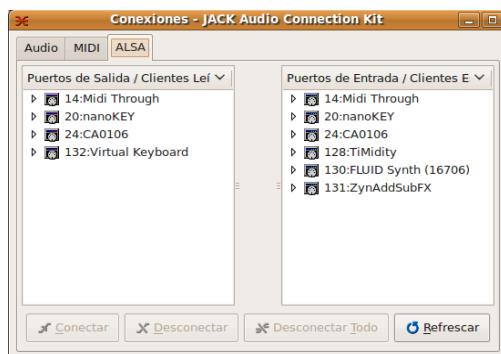 Conexiones - JACK Audio Connection Kit
Audio MIDI ALSA
Puertos de Salida / Clientes Leí
14:Midi Through
20:nanoKEY
24:CA0106
132:Virtual Keyboard
Puertos de Entrada / Clientes E
14:Midi Through
20:nanoKEY
24:CA0106
128:TiMidity
130:FLUID Synth (16706)
131:ZynAddSubFX
Conectar Desconectar Desconectar Todo Refrescar